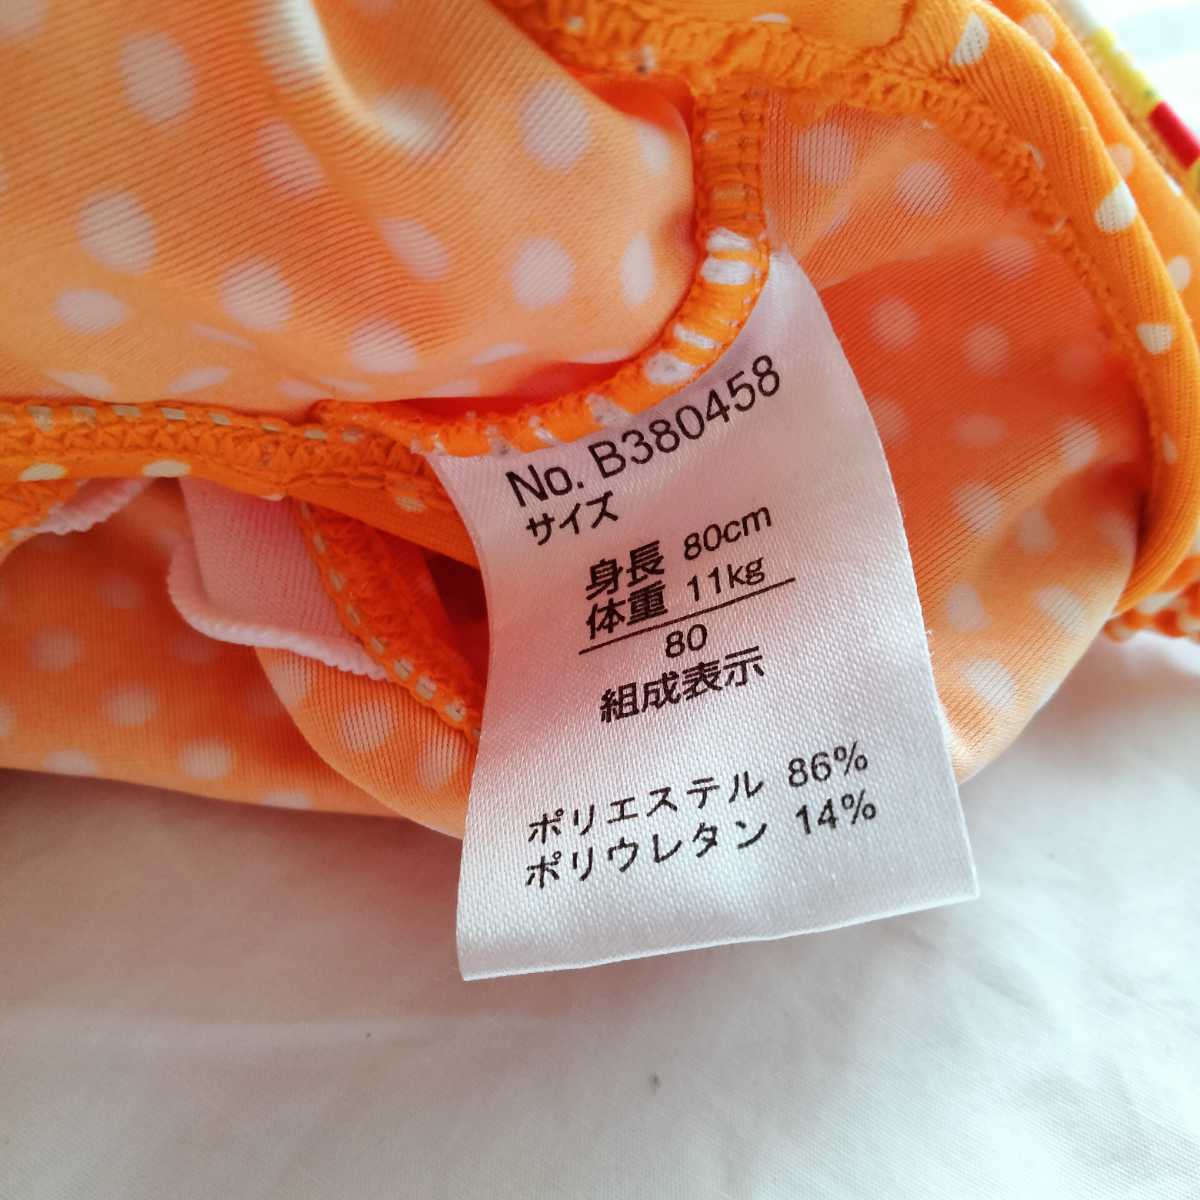 No. B380458
サイズ
身長 80cm
体重 11kg
80
組成表示
ポリエステル 86%
ポリウレタン 14%